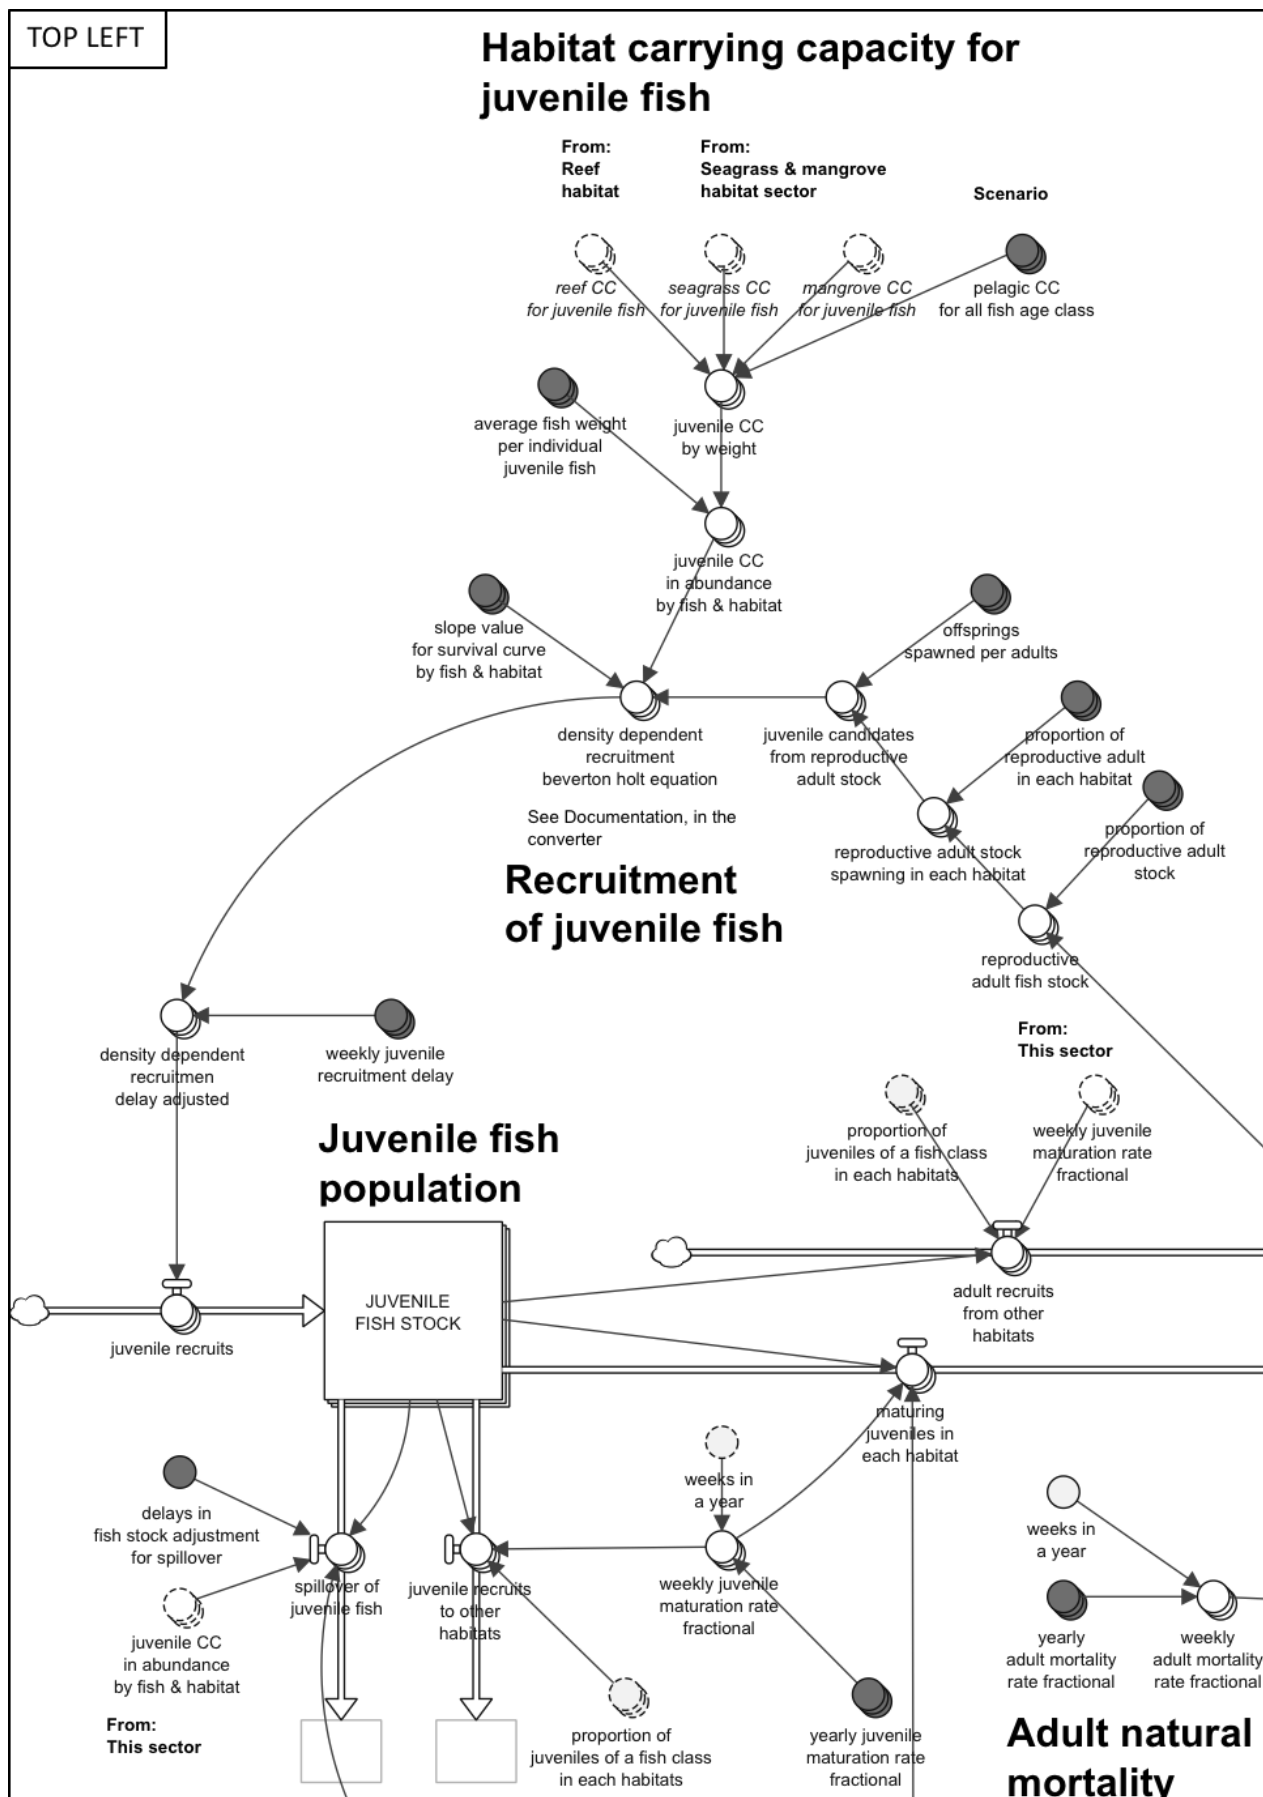 TOP LEFT
Habitat carrying capacity for
juvenile fish
From:
Reef
habitat
From:
Seagrass & mangrove
habitat sector
Scenario
reef CC
for juvenile fish
seagrass CC
for juvenile fish
mangrove CC
for juvenile fish
pelagic CC
for all fish age class
average fish weight
per individual
juvenile fish
juvenile CC
by weight
juvenile CC
in abundance
by fish & habitat
slope value
for survival curve
by fish & habitat
offsprings
spawned per adults
density dependent
recruitment
beverton holt equation
juvenile candidates
from reproductive
adult stock
proportion of
reproductive adult
in each habitat
See Documentation, in the
converter
reproductive adult stock
spawning in each habitat
proportion of
reproductive adult
stock
Recruitment
of juvenile fish
reproductive
adult fish stock
From:
This sector
density dependent
recruitmen
delay adjusted
weekly juvenile
recruitment delay
proportion of
juveniles of a fish class
in each habitats
weekly juvenile
maturation rate
fractional
Juvenile fish
population
JUVENILE
FISH STOCK
juvenile recruits
adult recruits
from other
habitats
maturing
juveniles in
each habitat
weeks in
a year
delays in
fish stock adjustment
for spillover
weeks in
a year
spillover of
juvenile fish
juvenile recruits
to other
habitats
weekly juvenile
maturation rate
fractional
juvenile CC
in abundance
by fish & habitat
yearly
adult mortality
rate fractional
weekly
adult mortality
rate fractional
From:
This sector
proportion of
juveniles of a fish class
in each habitats
yearly juvenile
maturation rate
fractional
Adult natural
mortality